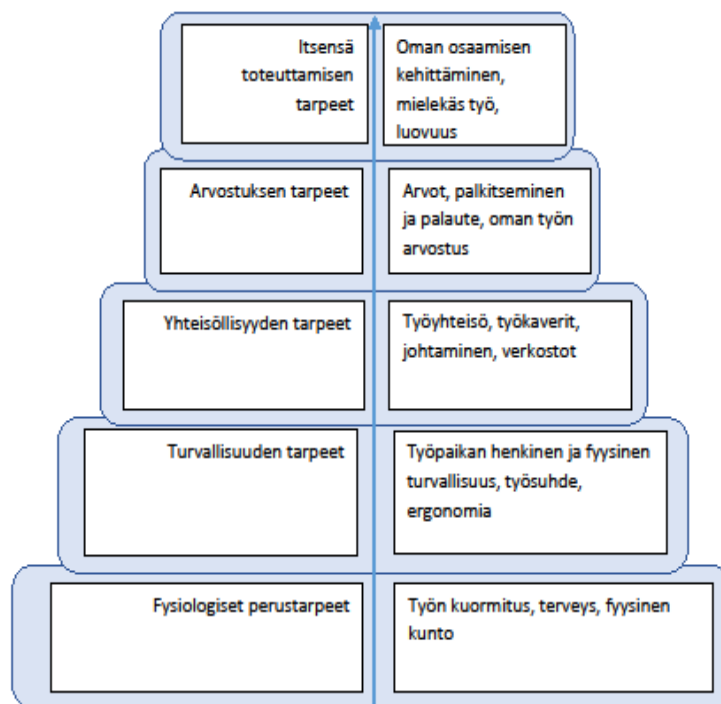 Itsensä
toteuttamisen
tarpeet
Oman osaamisen
kehittäminen,
mielekäs työ,
luovuus
Arvostuksen tarpeet
Arvot, palkitseminen
ja palaute, oman työn
arvostus
Yhteisöllisyyden tarpeet
Työyhteisö, työkaverit,
johtaminen, verkostot
Turvallisuuden tarpeet
Työpaikan henkinen ja fyysinen
turvallisuus, työsuhde,
ergonomia
Fysiologiset perustarpeet
Työn kuormitus, terveys, fyysinen
kunto